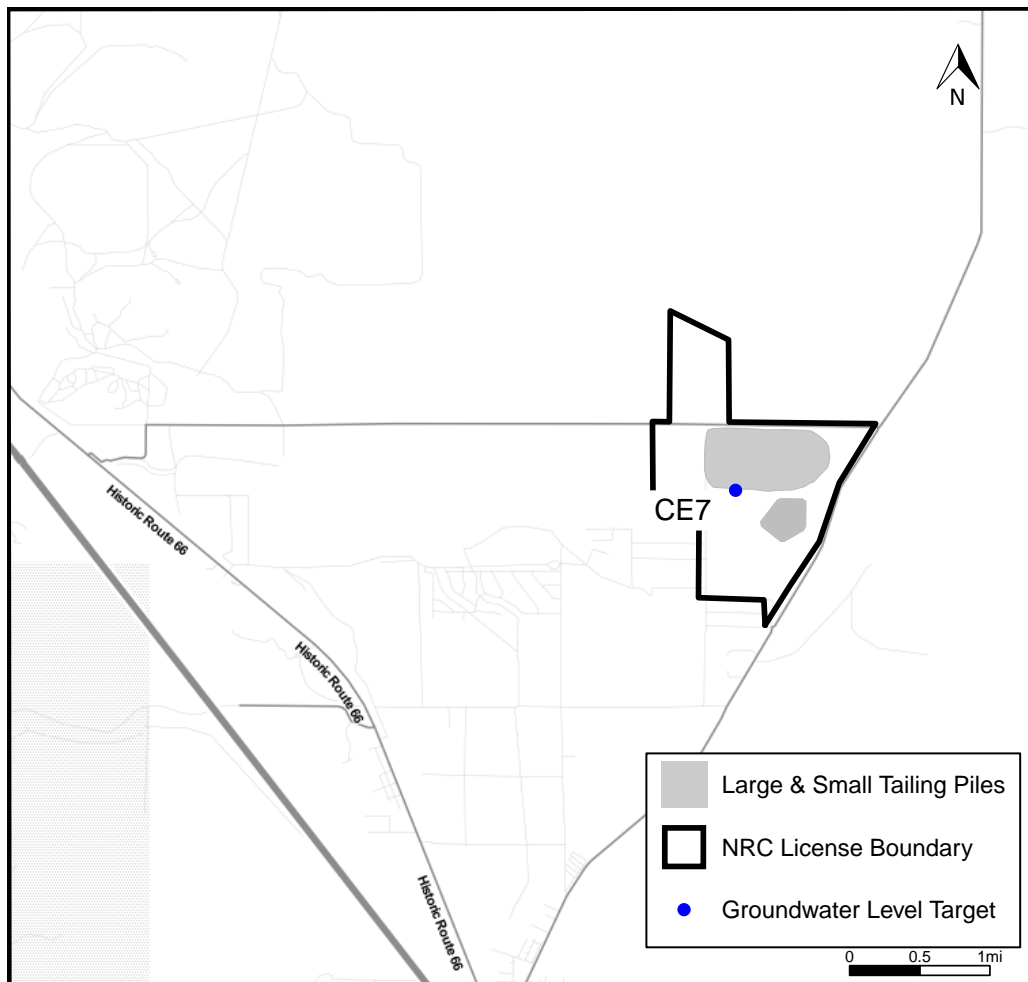 N
CE7
Historic Route 66
Historic Route 66
Historic Route 66
Large & Small Tailing Piles
NRC License Boundary
Groundwater Level Target
0 0.5 1mi